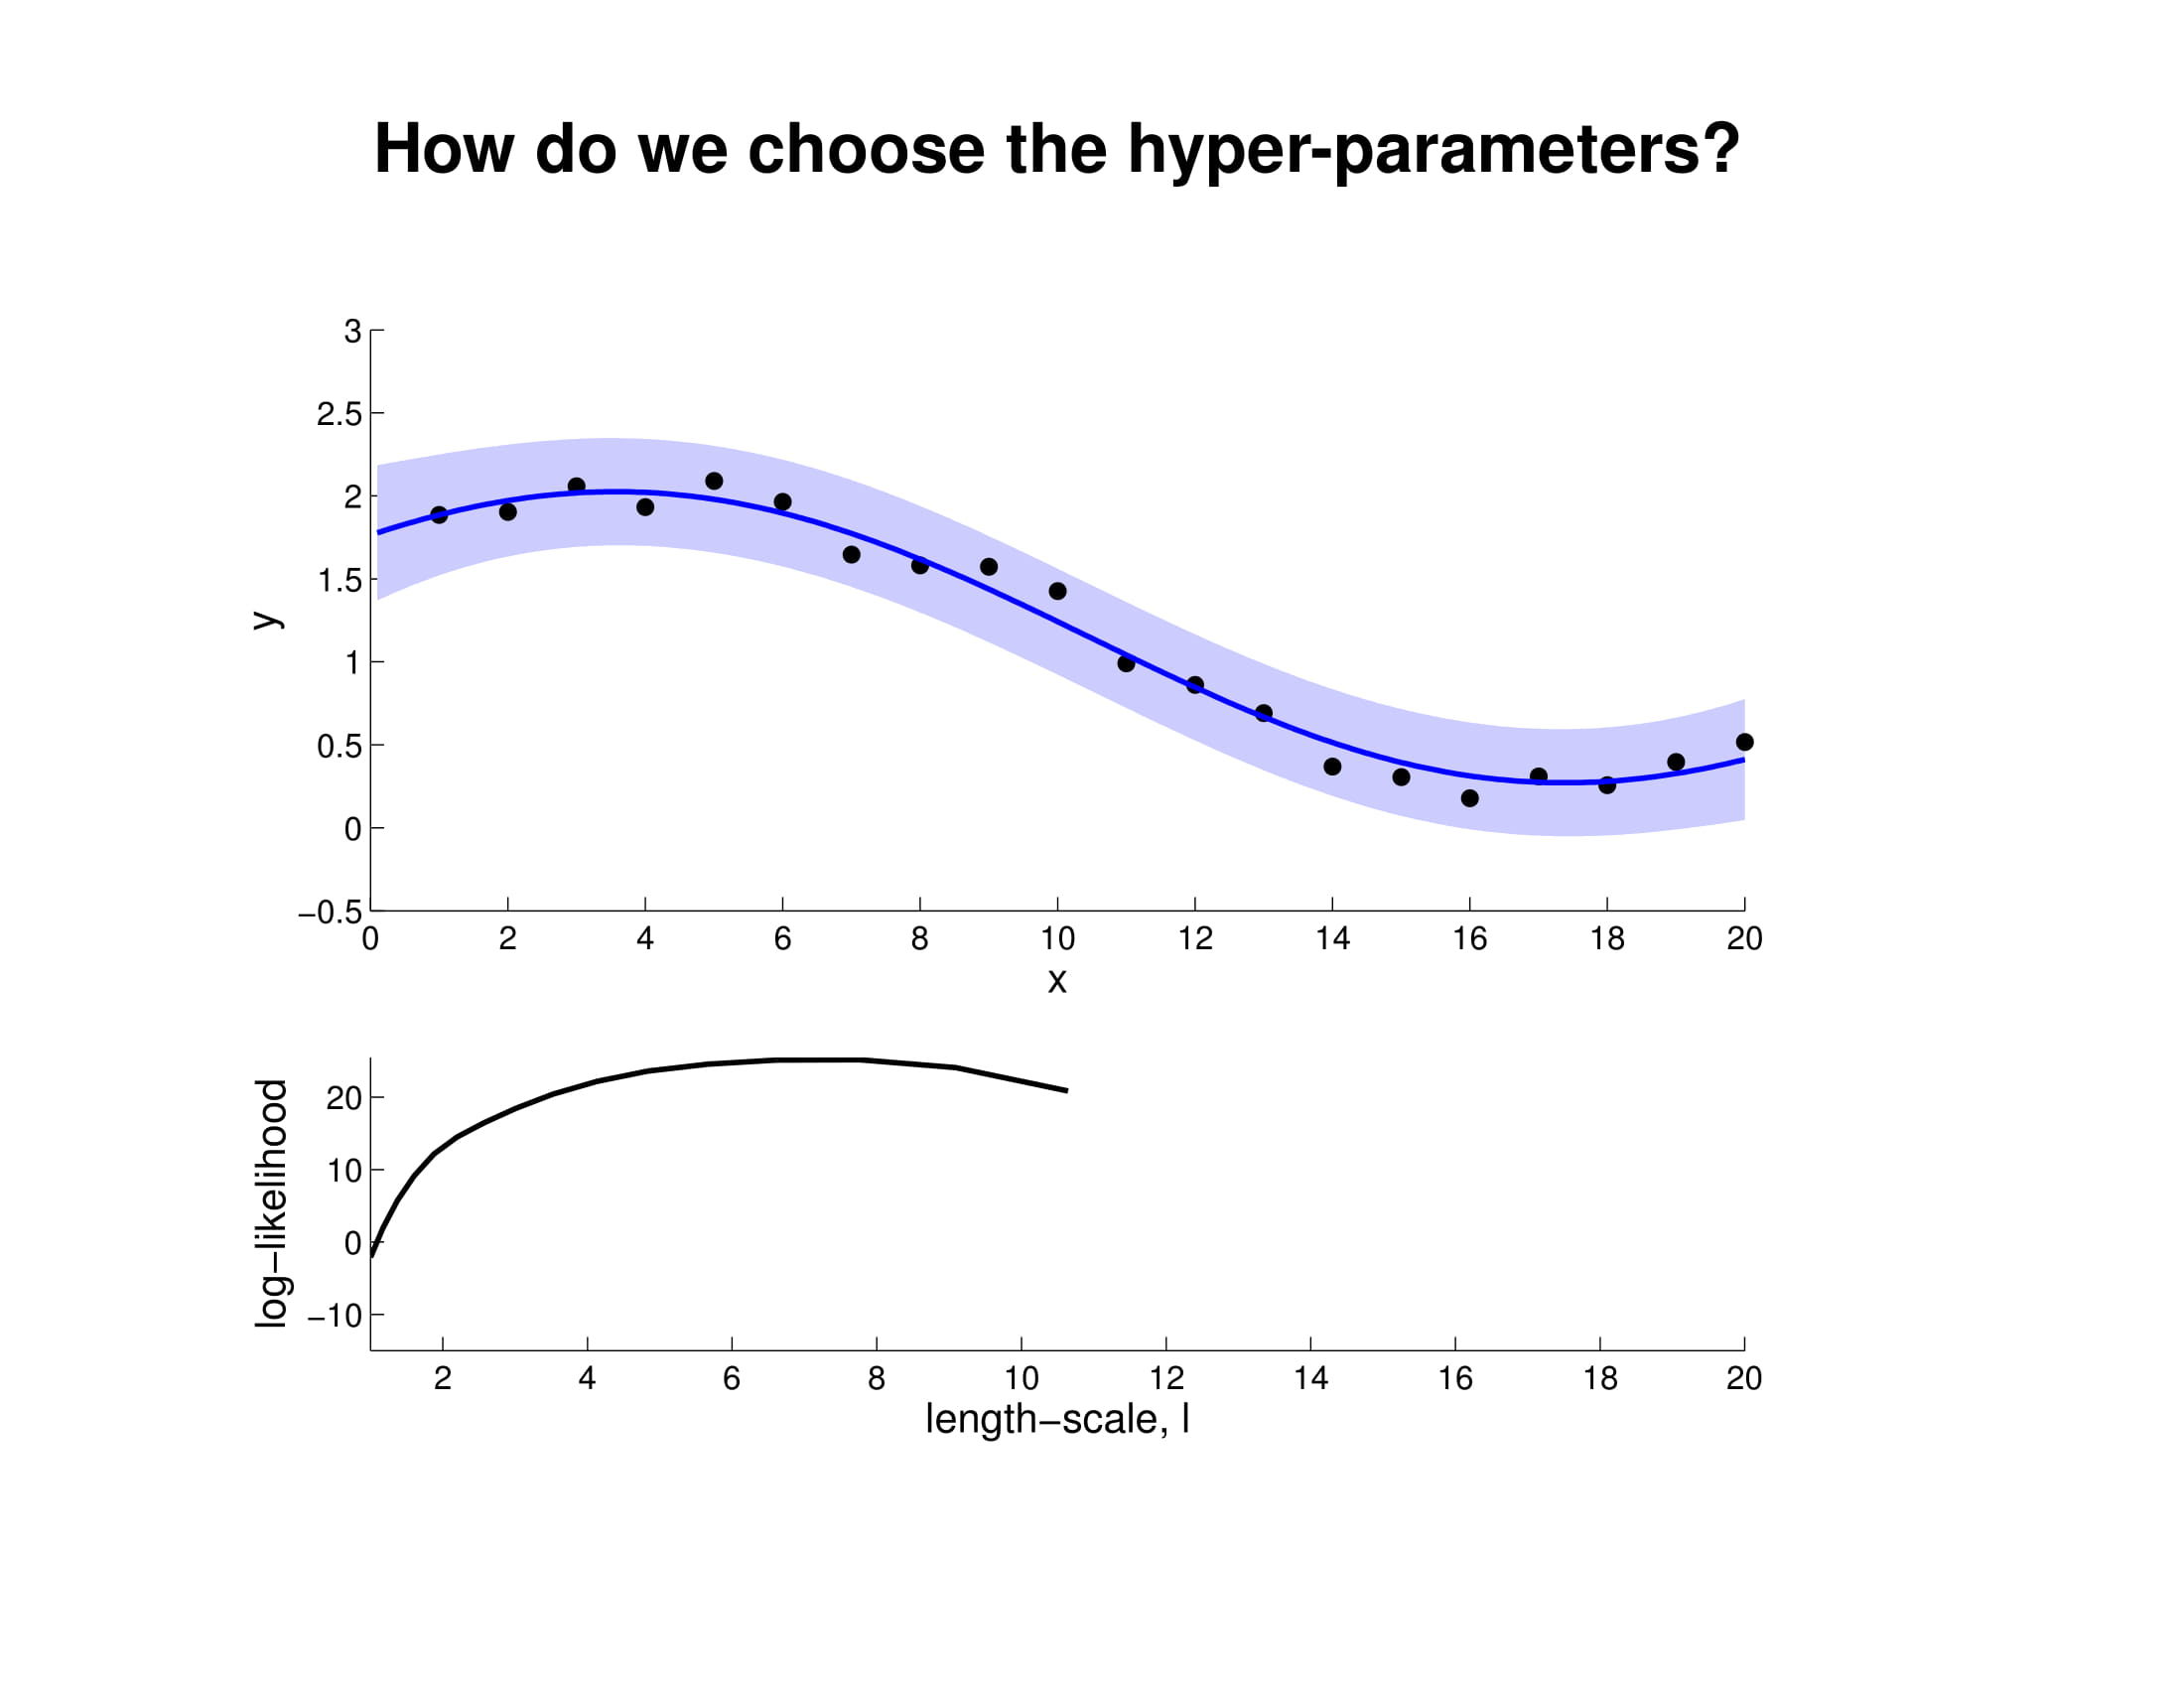 How do we choose the hyper-parameters?
3
2.5
2
1.5
1
0.5
0
−0.5
y
0 2 4 6 8 10 12 14 16 18 20
x
20
10
0
−10
log−likelihood
2 4 6 8 10 12 14 16 18 20
length−scale, l